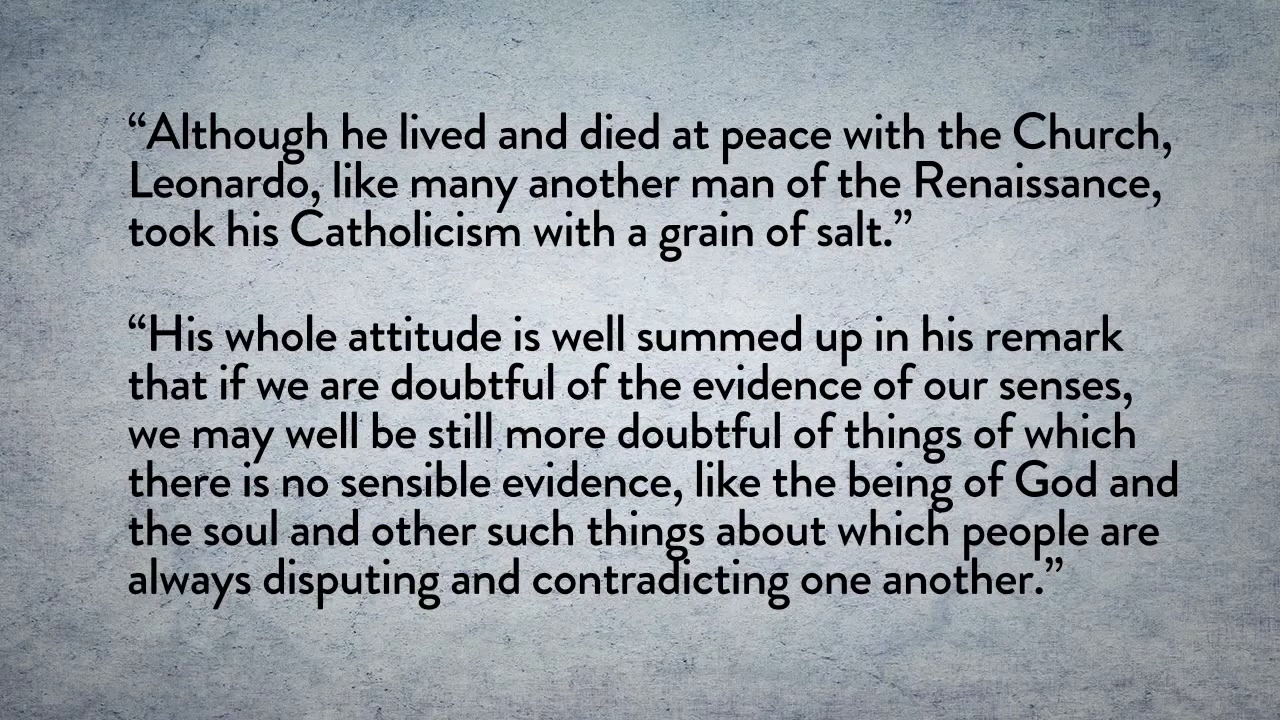 “Although he lived and died at peace with the Church,
Leonardo, like many another man of the Renaissance,
took his Catholicism with a grain of salt.”
“His whole attitude is well summed up in his remark
that if we are doubtful of the evidence of our senses,
we may well be still more doubtful of things of which
there is no sensible evidence, like the being of God and
the soul and other such things about which people are
always disputing and contradicting one another.”